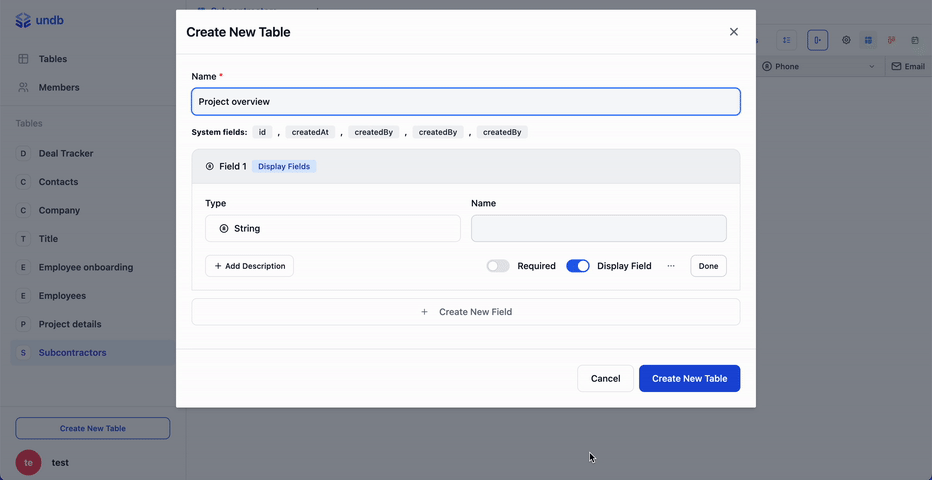 undb
Tables
Members
Tables
D Deal Tracker
C Contacts
C Company
T Title
E Employee onboarding
E Employees
P Project details
S Subcontractors
Create New Table
te test
Create New Table
Name *
Project overview
System fields: id , createdAt , createdBy , createdBy , createdBy
Field 1 Display Fields
Type Name
String
+ Add Description Required Display Field ... Done
+ Create New Field
Cancel Create New Table
Phone Email